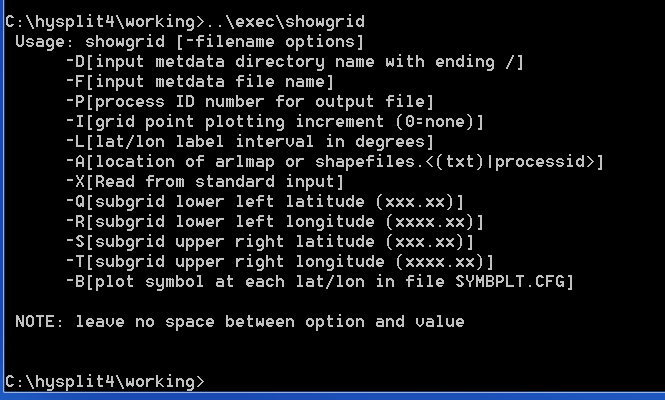 C:\hysplit4\working>..\exec\showgrid
Usage: showgrid [-filename options]
-D[input metdata directory name with ending /]
-F[input metdata file name]
-P[process ID number for output file]
-I[grid point plotting increment (0=none)]
-L[lat/lon label interval in degrees]
-A[location of arlmap or shapefiles.<(txt)|processid>]
-X[Read from standard input]
-Q[subgrid lower left latitude (xxx.xx)]
-R[subgrid lower left longitude (xxxx.xx)]
-S[subgrid upper right latitude (xxx.xx)]
-T[subgrid upper right longitude (xxxx.xx)]
-B[plot symbol at each lat/lon in file SYMBPLT.CFG]
NOTE: leave no space between option and value
C:\hysplit4\working>